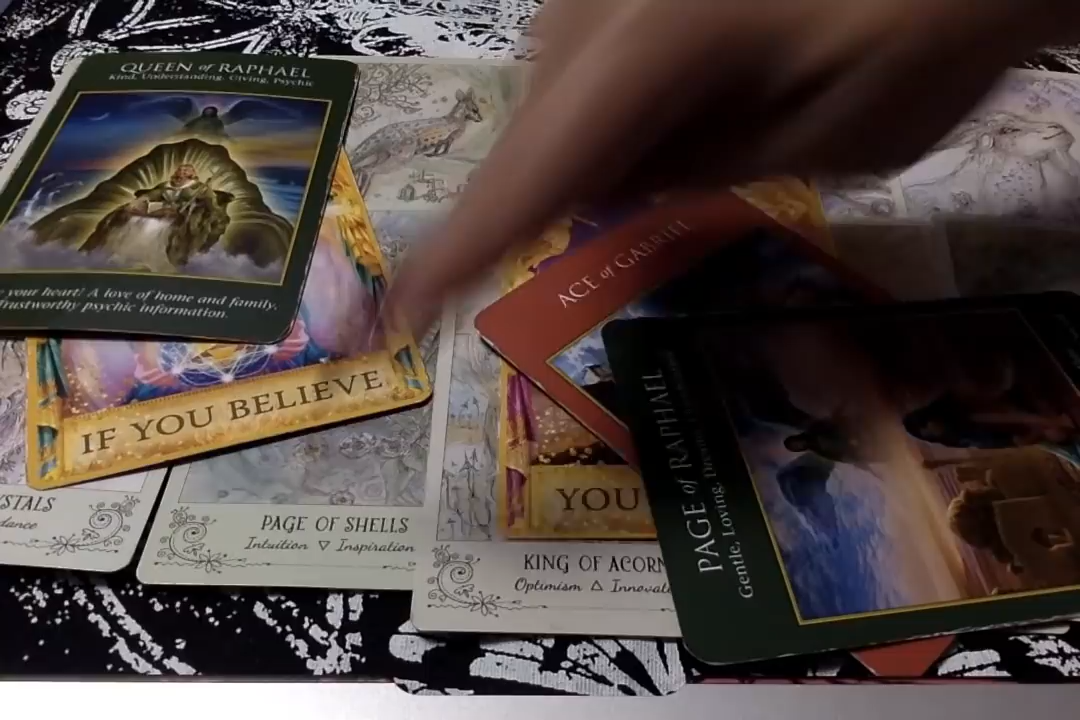 QUEEN of RAPHAEL
Kind, Understanding, Giving, Psychic
your heart! A love of home and family.
Trustworthy psychic information.
IF YOU BELIEVE
PAGE OF SHELLS
Intuition ▽ Inspiration
ACE of GABRIEL
YOU
KING OF ACORN
Optimism △ Innovat
PAGE of RAPHAEL
Gentle, Loving,
STALS
dance